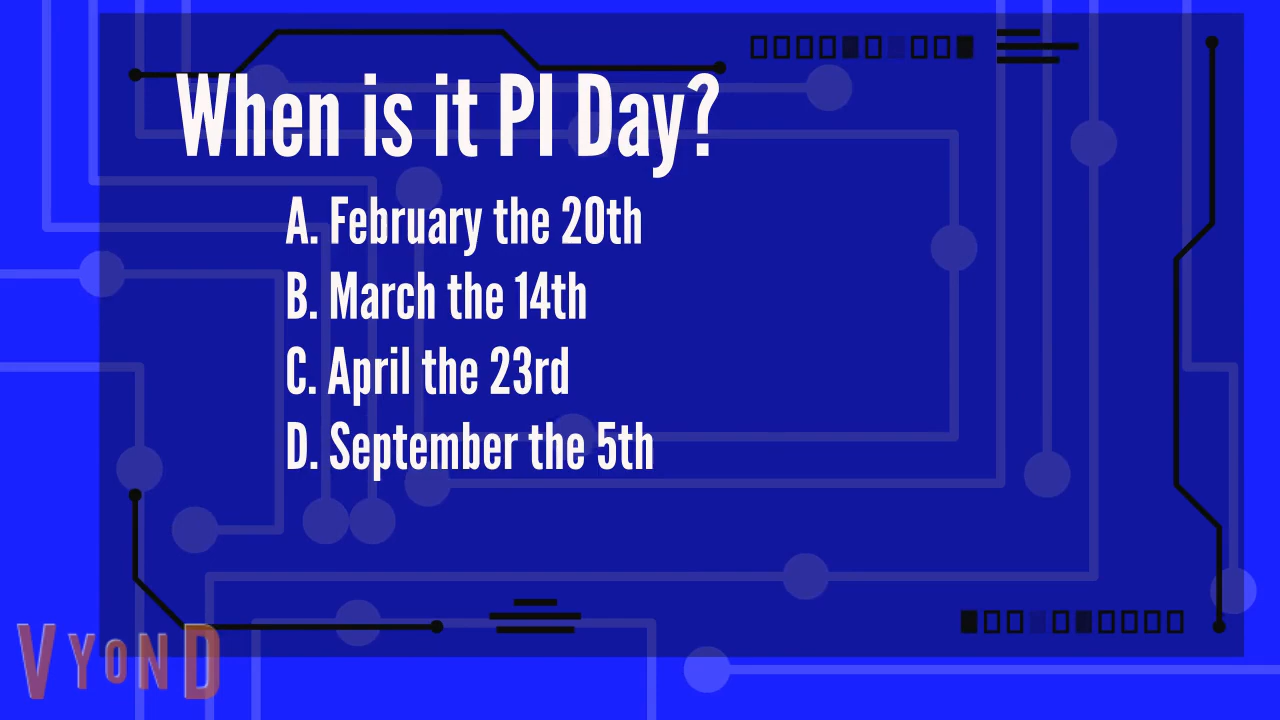 When is it PI Day?
A. February the 20th
B. March the 14th
C. April the 23rd
D. September the 5th
VYOND